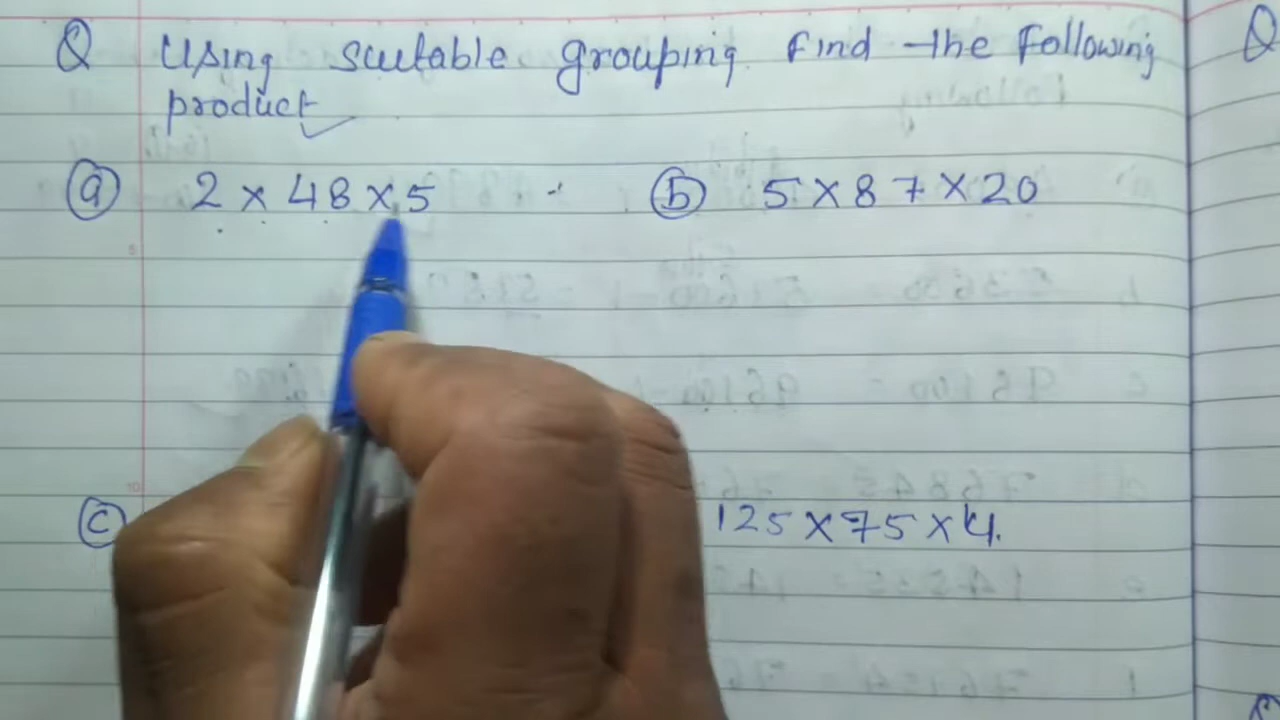 Q Using suitable grouping find the following
product
(a) 2 × 48 × 5 (b) 5 × 87 × 20
(c) 125 × 75 × 4